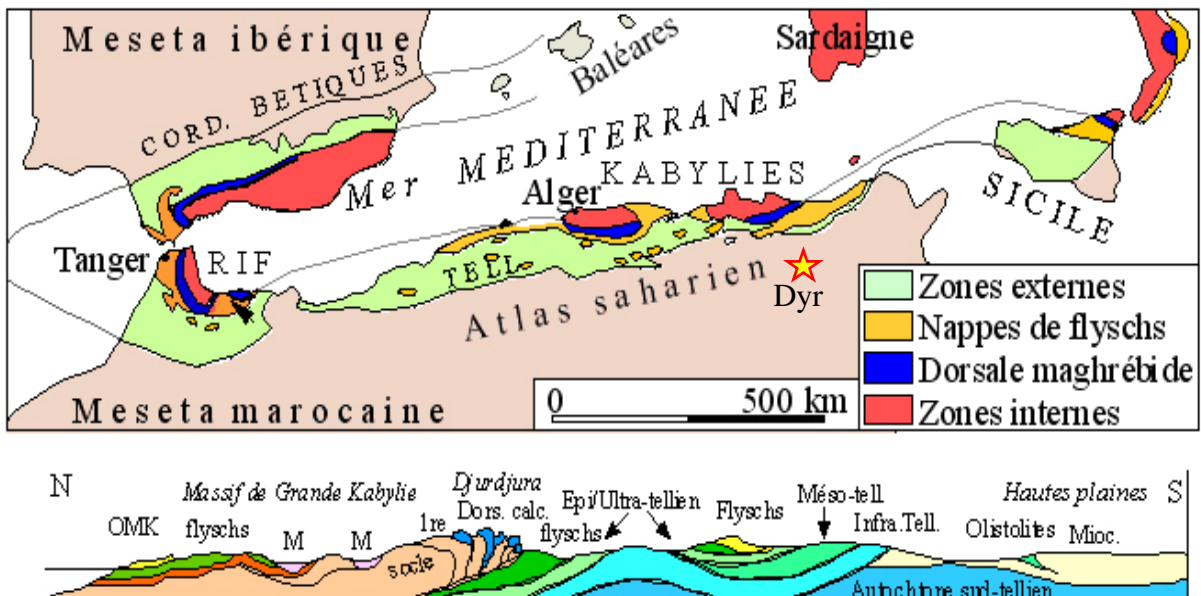 Meseta ibérique
CORD. BETIQUES
Baléares
Sardaigne
Mer MEDITERRANEE
Alger
KABYLIES
SICILE
Tanger
RIF
TELL
Atlas saharien
Dyr
Meseta marocaine
0 500 km
Zones externes
Nappes de flyschs
Dorsale maghrébide
Zones internes
N
Massif de Grande Kabylie
Djurdjura
Dors. calc.
OMK
flyschs
M
M
1re
socle
flyschs
Epi/Ultra-tellien
Flyschs
Méso-tell
Infra.Tell.
Hautes plaines
S
Olistolites
Mioc.
Autochtone sud-tellien